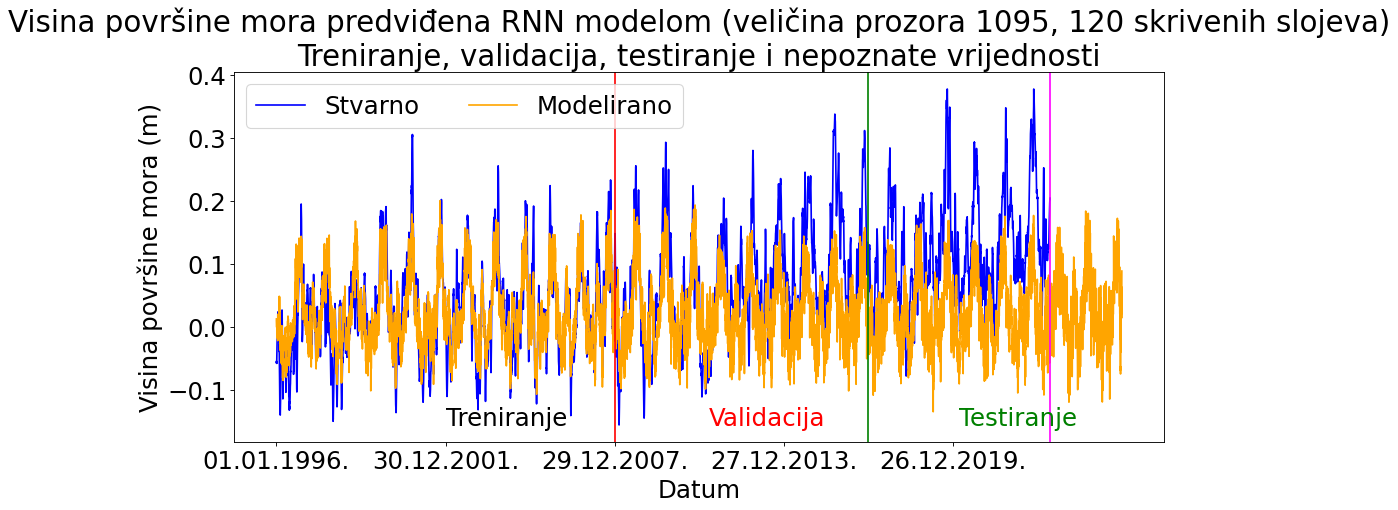 Visina površine mora predviđena RNN modelom (veličina prozora 1095, 120 skrivenih slojeva)
Treniranje, validacija, testiranje i nepoznate vrijednosti
Stvarno
Modelirano
Visina površine mora (m)
0.4
0.3
0.2
0.1
0.0
−0.1
Treniranje
Validacija
Testiranje
01.01.1996.
30.12.2001.
29.12.2007.
27.12.2013.
26.12.2019.
Datum